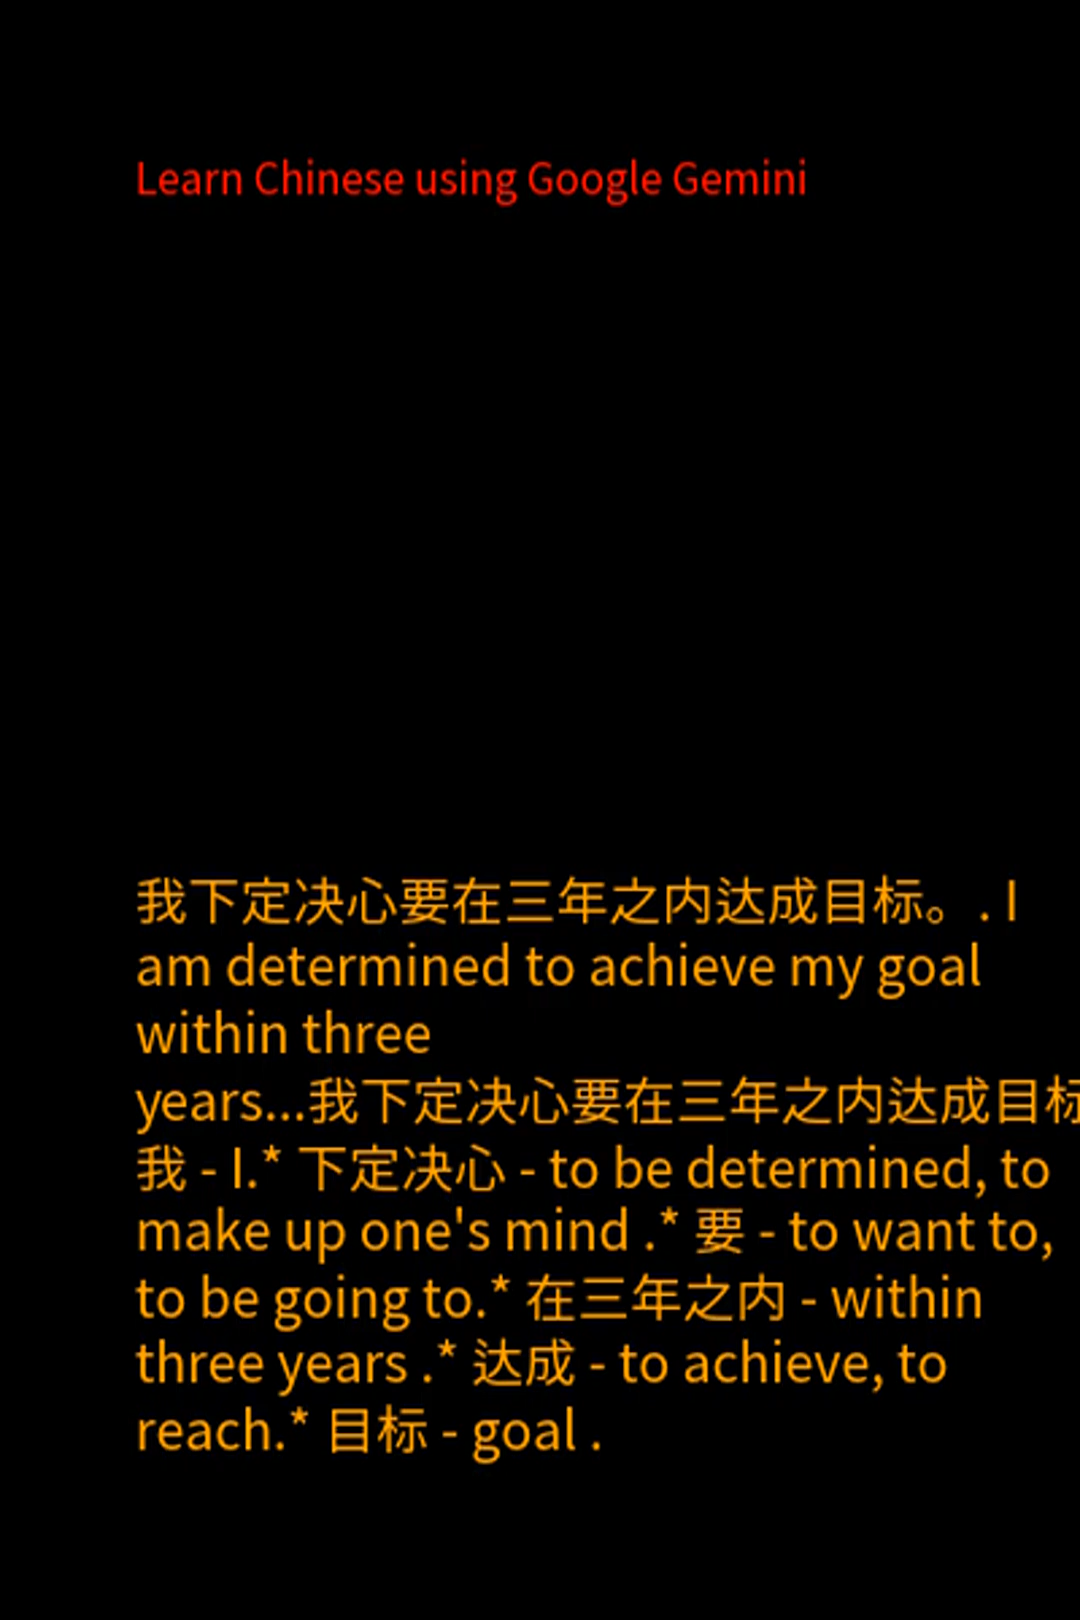 Learn Chinese using Google Gemini
我下定决心要在三年之内达成目标。. I
am determined to achieve my goal
within three
years...我下定决心要在三年之内达成目标
我 - I.* 下定决心 - to be determined, to
make up one's mind .* 要 - to want to,
to be going to.* 在三年之内 - within
three years .* 达成 - to achieve, to
reach.* 目标 - goal .